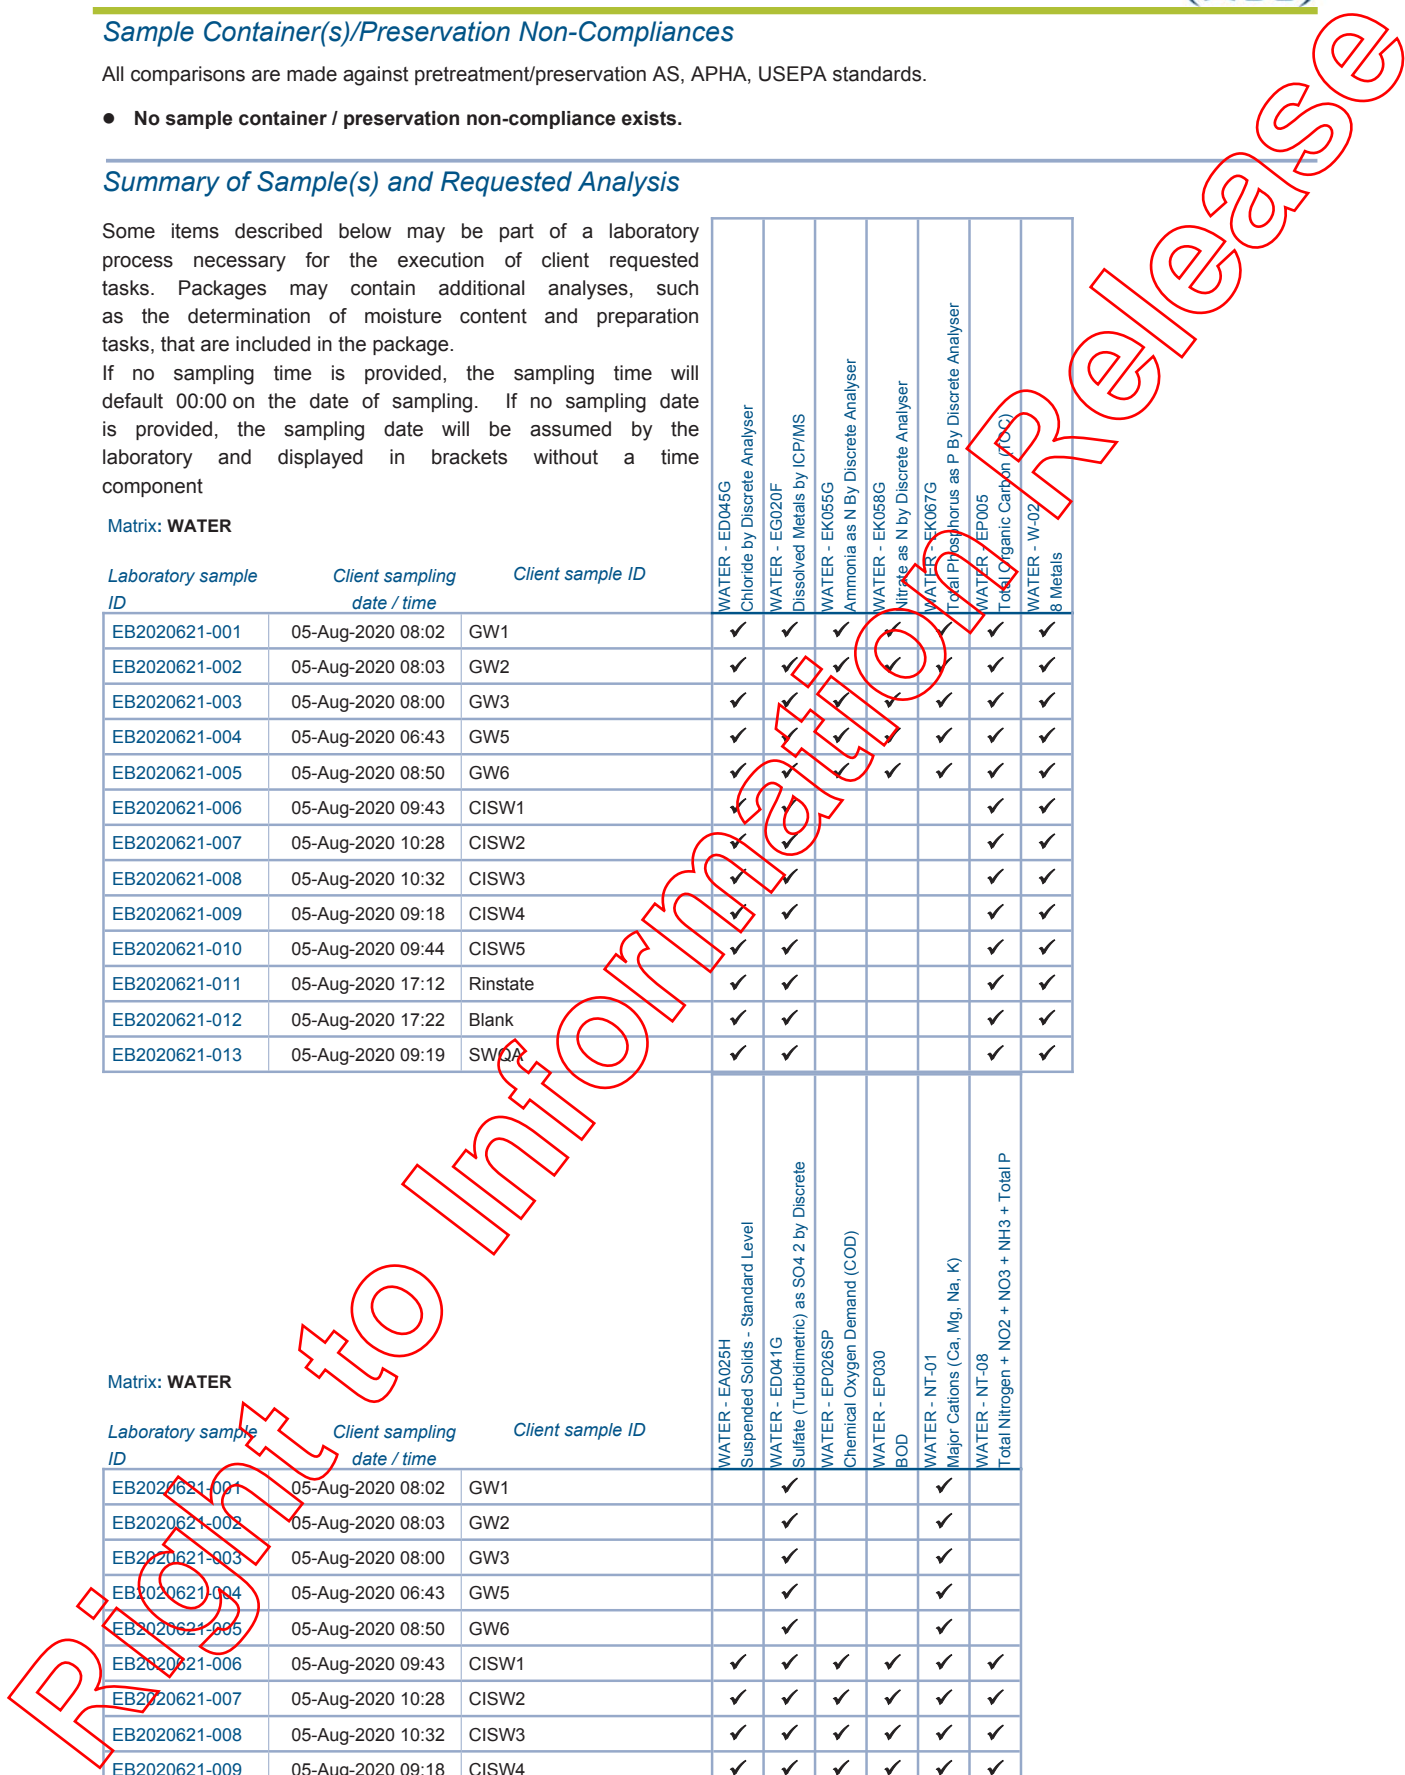 Sample Container(s)/Preservation Non-Compliances
All comparisons are made against pretreatment/preservation AS, APHA, USEPA standards.
● No sample container / preservation non-compliance exists.
Summary of Sample(s) and Requested Analysis
Some items described below may be part of a laboratory
process necessary for the execution of client requested
tasks. Packages may contain additional analyses, such
as the determination of moisture content and preparation
tasks, that are included in the package.
If no sampling time is provided, the sampling time will
default 00:00 on the date of sampling. If no sampling date
is provided, the sampling date will be assumed by the
laboratory and displayed in brackets without a time
component
Matrix: WATER
Laboratory sample Client sampling Client sample ID
ID date / time
WATER - ED045G
Chloride by Discrete Analyser
WATER - EG020F
Dissolved Metals by ICP/MS
WATER - EK055G
Ammonia as N By Discrete Analyser
WATER - EK058G
Nitrate as N by Discrete Analyser
WATER - EK067G
Total Phosphorus as P By Discrete Analyser
WATER - EP005
Total Organic Carbon (TOC)
WATER - W-02
8 Metals
EB2020621-001 05-Aug-2020 08:02 GW1 ✓ ✓ ✓ ✓ ✓ ✓ ✓
EB2020621-002 05-Aug-2020 08:03 GW2 ✓ ✓ ✓ ✓ ✓ ✓ ✓
EB2020621-003 05-Aug-2020 08:00 GW3 ✓ ✓ ✓ ✓ ✓ ✓ ✓
EB2020621-004 05-Aug-2020 06:43 GW5 ✓ ✓ ✓ ✓ ✓ ✓ ✓
EB2020621-005 05-Aug-2020 08:50 GW6 ✓ ✓ ✓ ✓ ✓ ✓ ✓
EB2020621-006 05-Aug-2020 09:43 CISW1 ✓ ✓ ✓ ✓
EB2020621-007 05-Aug-2020 10:28 CISW2 ✓ ✓ ✓ ✓
EB2020621-008 05-Aug-2020 10:32 CISW3 ✓ ✓ ✓ ✓
EB2020621-009 05-Aug-2020 09:18 CISW4 ✓ ✓ ✓ ✓
EB2020621-010 05-Aug-2020 09:44 CISW5 ✓ ✓ ✓ ✓
EB2020621-011 05-Aug-2020 17:12 Rinstate ✓ ✓ ✓ ✓
EB2020621-012 05-Aug-2020 17:22 Blank ✓ ✓ ✓ ✓
EB2020621-013 05-Aug-2020 09:19 SWQA ✓ ✓ ✓ ✓
Matrix: WATER
Laboratory sample Client sampling Client sample ID
ID date / time
WATER - EA025H
Suspended Solids - Standard Level
WATER - ED041G
Sulfate (Turbidimetric) as SO4 2 by Discrete
WATER - EP026SP
Chemical Oxygen Demand (COD)
WATER - EP030
BOD
WATER - NT-01
Major Cations (Ca, Mg, Na, K)
WATER - NT-08
Total Nitrogen + NO2 + NO3 + NH3 + Total P
EB2020621-001 05-Aug-2020 08:02 GW1 ✓ ✓
EB2020621-002 05-Aug-2020 08:03 GW2 ✓ ✓
EB2020621-003 05-Aug-2020 08:00 GW3 ✓ ✓
EB2020621-004 05-Aug-2020 06:43 GW5 ✓ ✓
EB2020621-005 05-Aug-2020 08:50 GW6 ✓ ✓
EB2020621-006 05-Aug-2020 09:43 CISW1 ✓ ✓ ✓ ✓ ✓ ✓
EB2020621-007 05-Aug-2020 10:28 CISW2 ✓ ✓ ✓ ✓ ✓ ✓
EB2020621-008 05-Aug-2020 10:32 CISW3 ✓ ✓ ✓ ✓ ✓ ✓
EB2020621-009 05-Aug-2020 09:18 CISW4 ✓ ✓ ✓ ✓ ✓ ✓
Right to Information Release